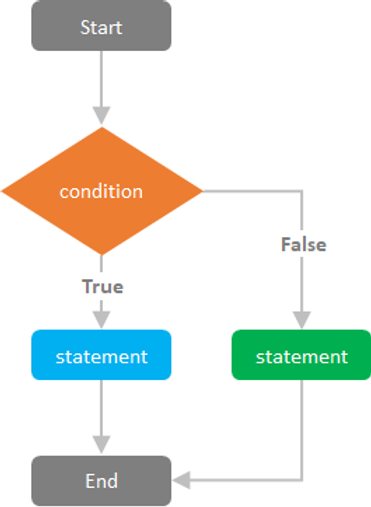 Start
condition
False
True
statement
statement
End